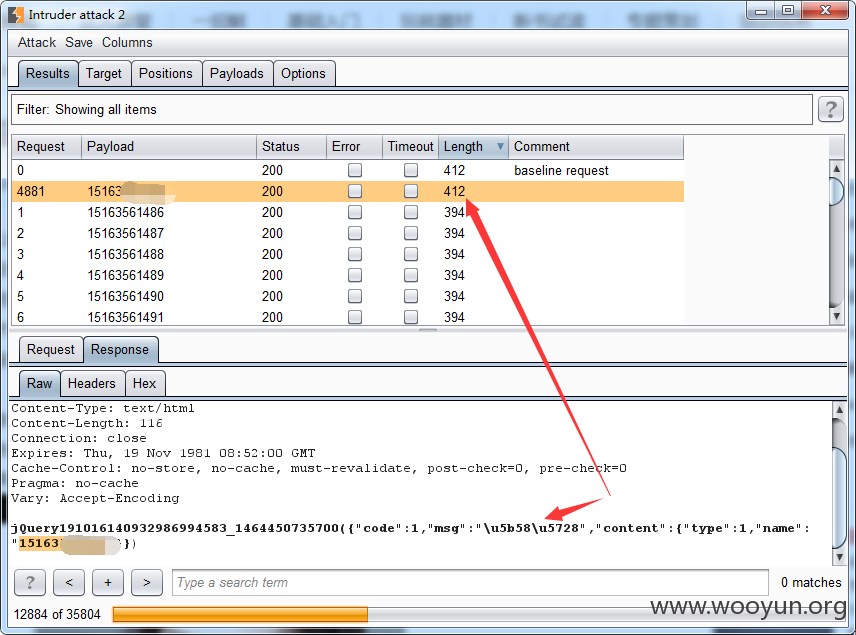 Intruder attack 2
Attack Save Columns
Results Target Positions Payloads Options
Filter: Showing all items ?
Request Payload Status Error Timeout Length Comment
0 200 412 baseline request
4881 15163 200 412
1 15163561486 200 394
2 15163561487 200 394
3 15163561488 200 394
4 15163561489 200 394
5 15163561490 200 394
6 15163561491 200 394
Request Response
Raw Headers Hex
Content-Type: text/html
Content-Length: 116
Connection: close
Expires: Thu, 19 Nov 1981 08:52:00 GMT
Cache-Control: no-store, no-cache, must-revalidate, post-check=0, pre-check=0
Pragma: no-cache
Vary: Accept-Encoding
jQuery191016140932986994583_1464450735700({"code":1,"msg":"\u5b58\u5728","content":{"type":1,"name":
"15163 })
? < + > Type a search term 0 matches
12884 of 35804
www.wooyun.org